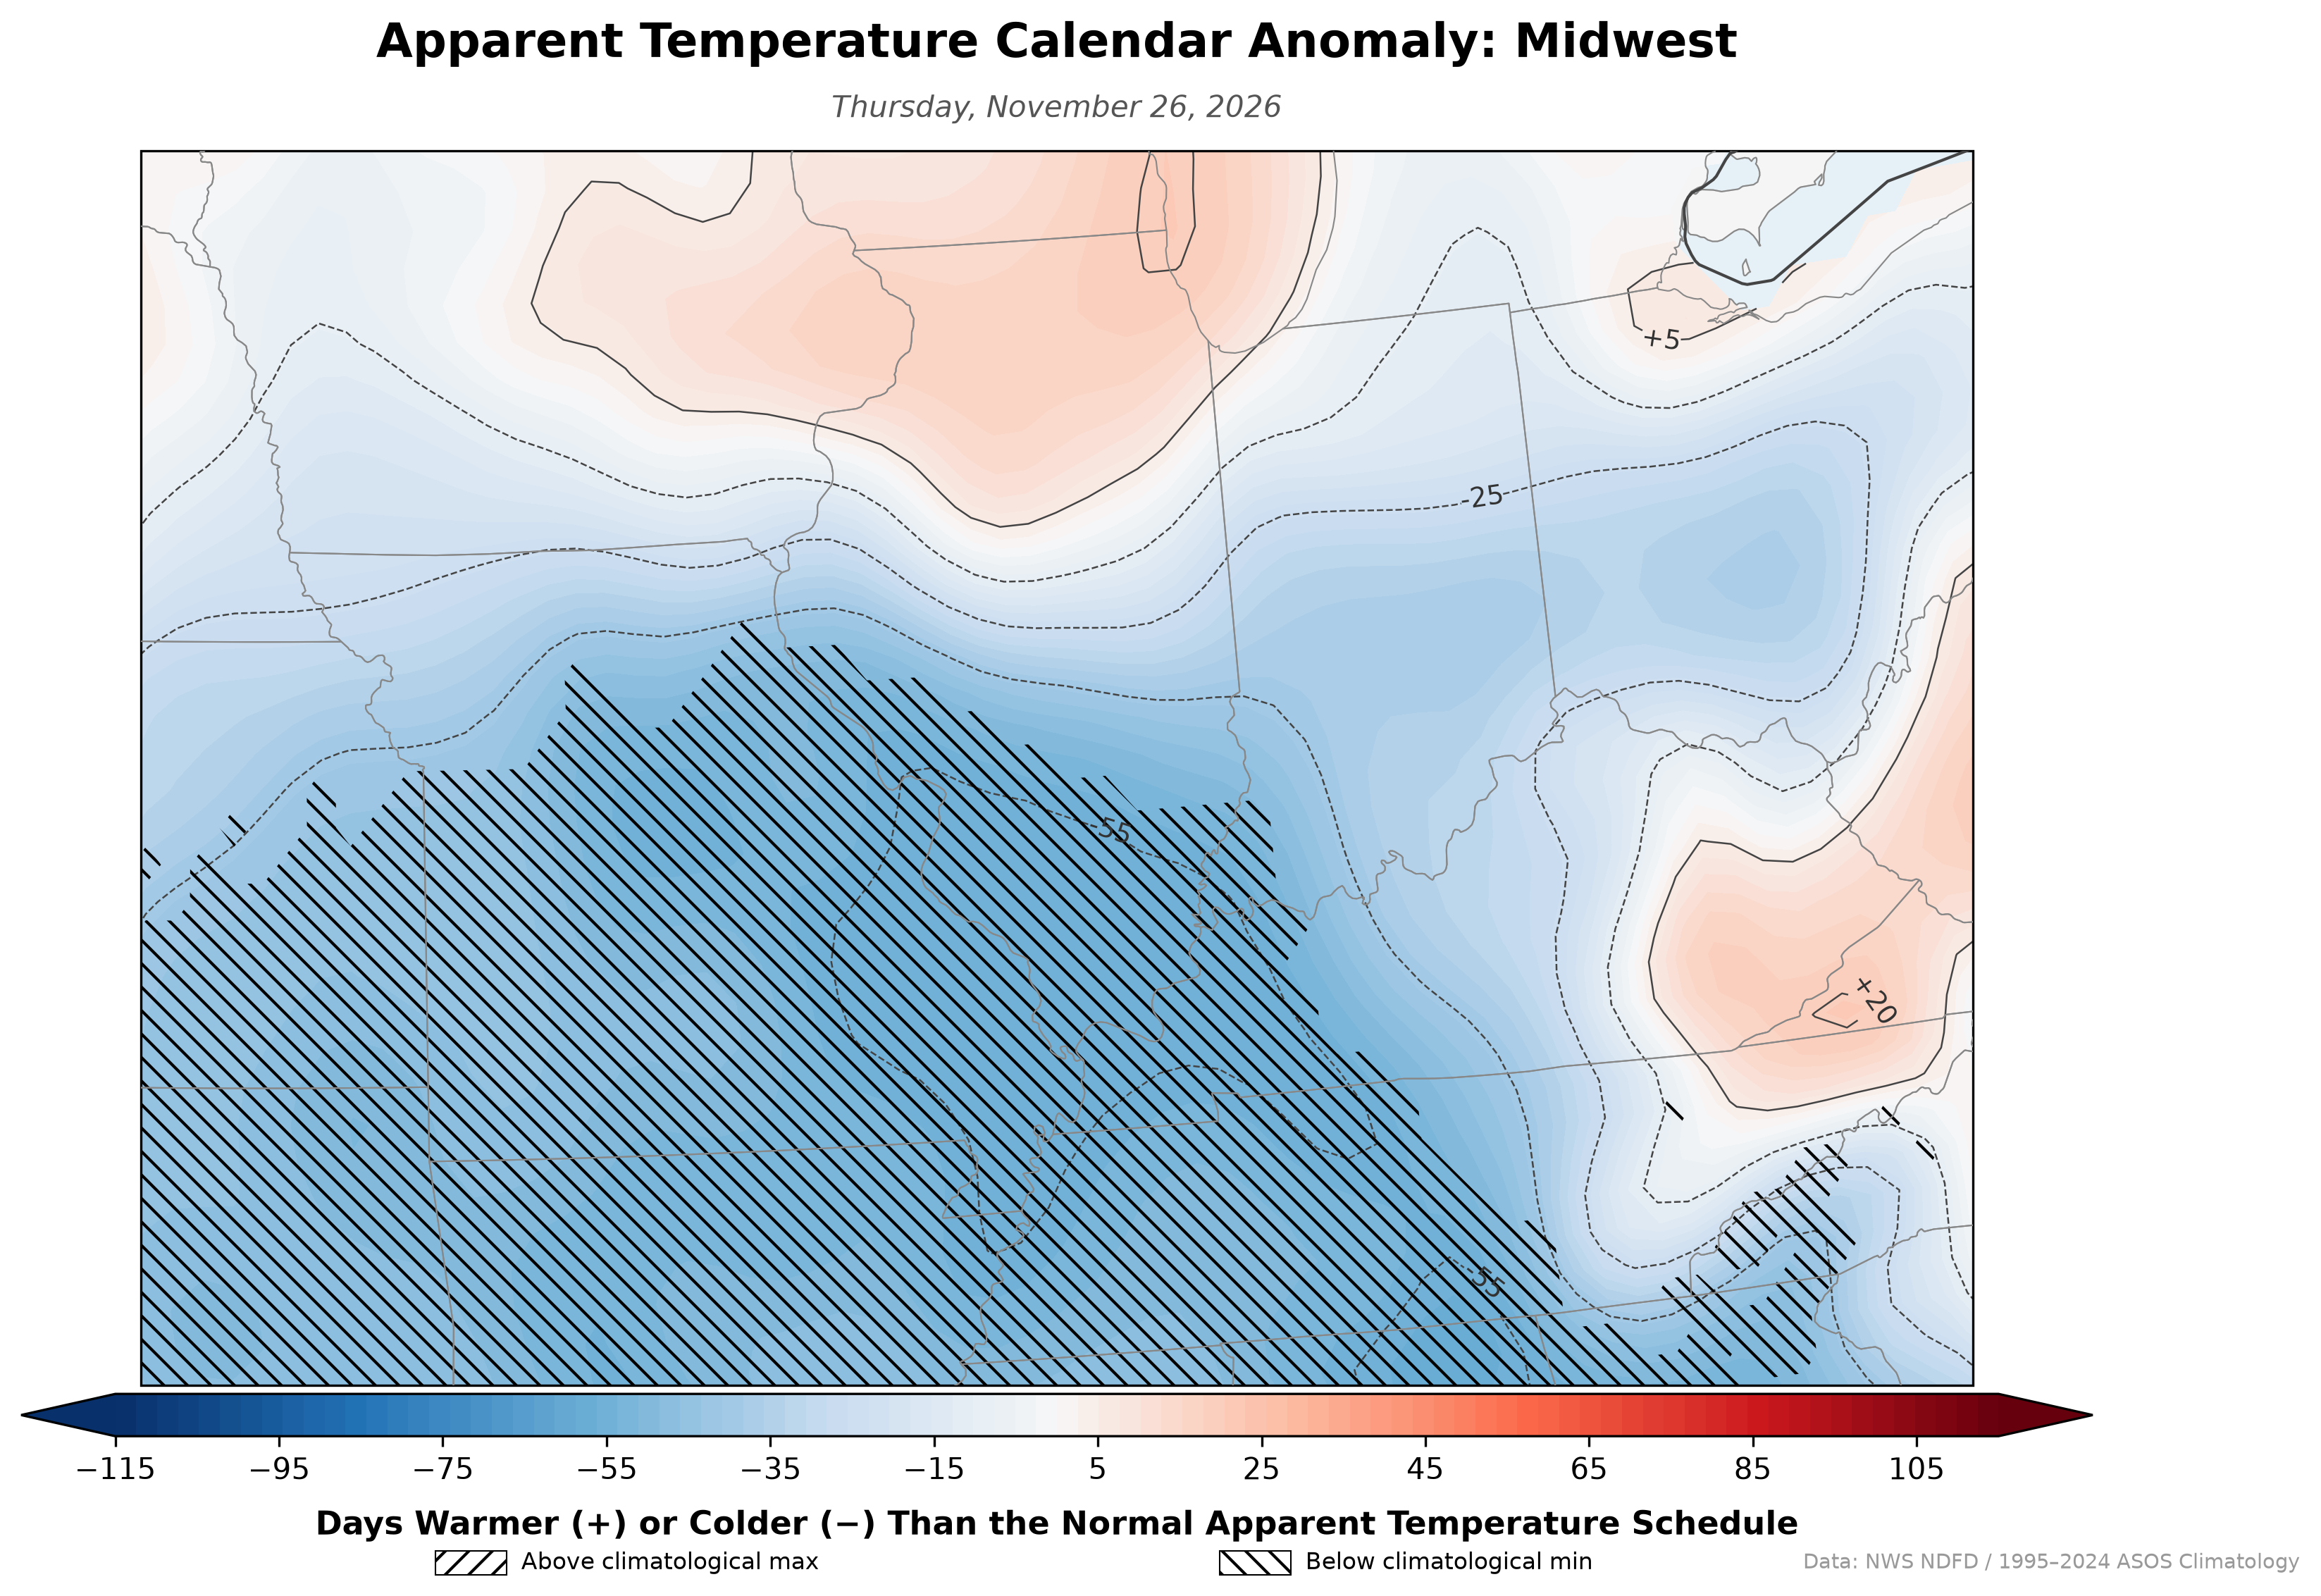 Apparent Temperature Calendar Anomaly: Midwest
Thursday, November 26, 2026
+5
-25
-55
+20
-55
−115 −95 −75 −55 −35 −15 5 25 45 65 85 105
Days Warmer (+) or Colder (−) Than the Normal Apparent Temperature Schedule
Above climatological max Below climatological min
Data: NWS NDFD / 1995–2024 ASOS Climatology